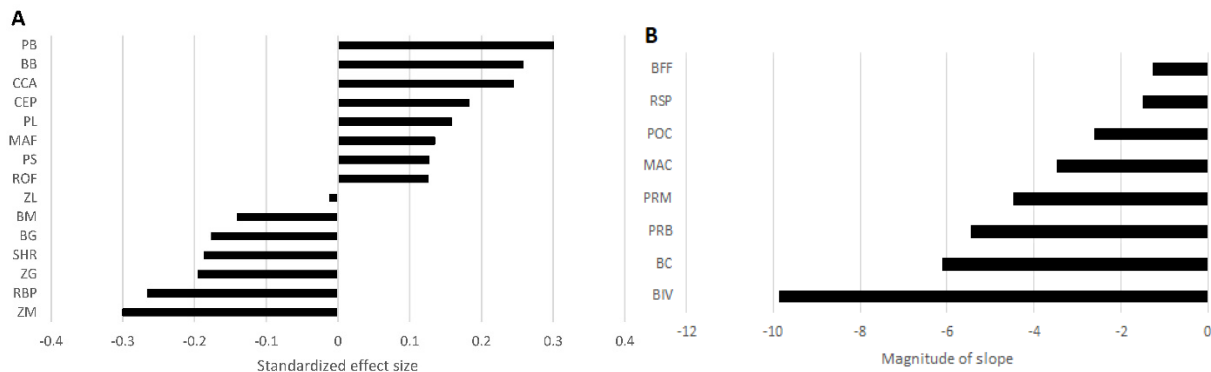 A
PB
BB
CCA
CEP
PL
MAF
PS
ROF
ZL
BM
BG
SHR
ZG
RBP
ZM
-0.4 -0.3 -0.2 -0.1 0 0.1 0.2 0.3 0.4
Standardized effect size
B
BFF
RSP
POC
MAC
PRM
PRB
BC
BIV
-12 -10 -8 -6 -4 -2 0
Magnitude of slope